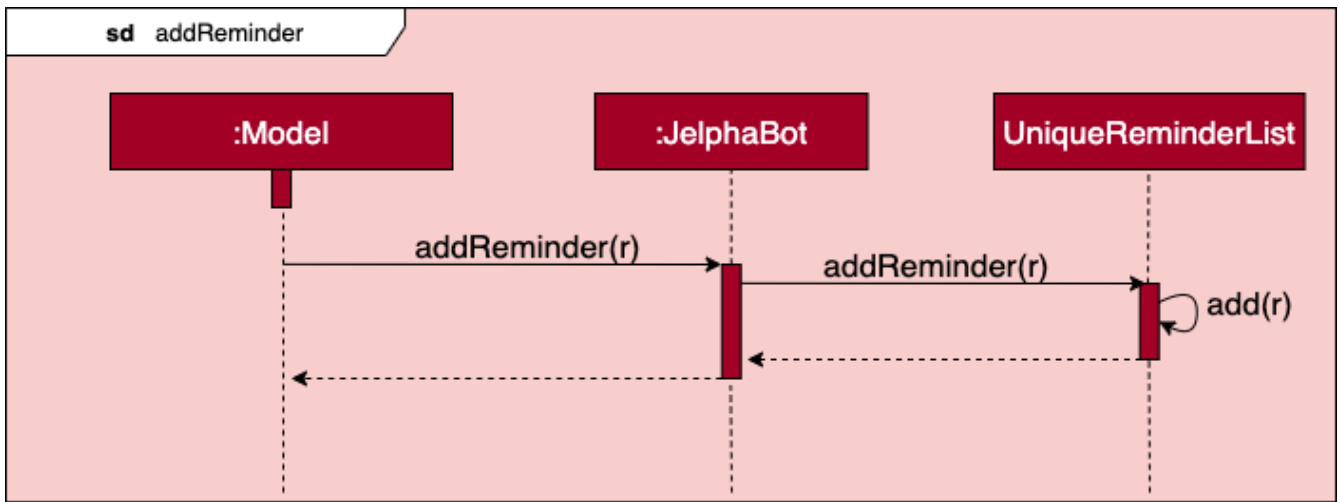 sd addReminder
:Model
:JelphaBot
UniqueReminderList
addReminder(r)
addReminder(r)
add(r)